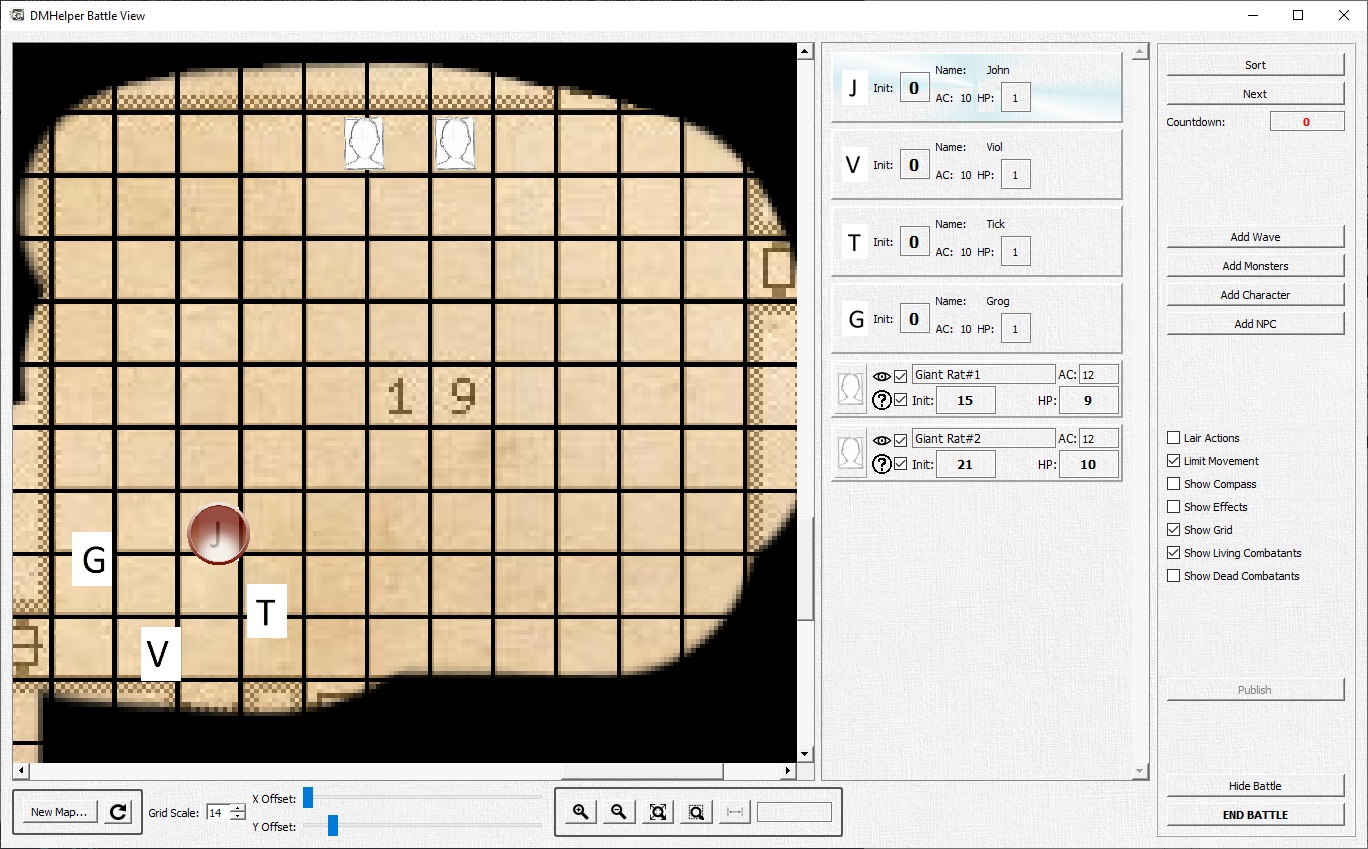 DMHelper Battle View
1 9
J
G
T
V
J Init: 0 Name: John
AC: 10 HP: 1
V Init: 0 Name: Viol
AC: 10 HP: 1
T Init: 0 Name: Tick
AC: 10 HP: 1
G Init: 0 Name: Grog
AC: 10 HP: 1
Giant Rat#1 AC: 12
? Init: 15 HP: 9
Giant Rat#2 AC: 12
? Init: 21 HP: 10
Sort
Next
Countdown: 0
Add Wave
Add Monsters
Add Character
Add NPC
Lair Actions
Limit Movement
Show Compass
Show Effects
Show Grid
Show Living Combatants
Show Dead Combatants
Publish
Hide Battle
END BATTLE
New Map...
Grid Scale: 14
X Offset:
Y Offset: